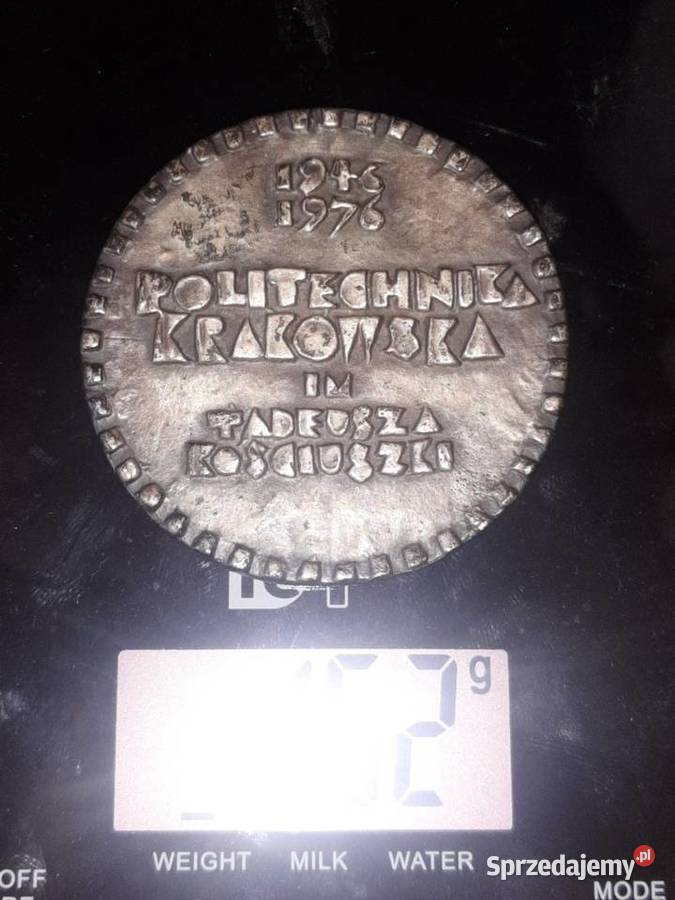 1946
1976
POLITECHNIKA
KRAKOWSKA
IM
TADEUSZA
KOŚCIUSZKI
g
WEIGHT MILK WATER
OFF
MODE
Sprzedajemy.pl